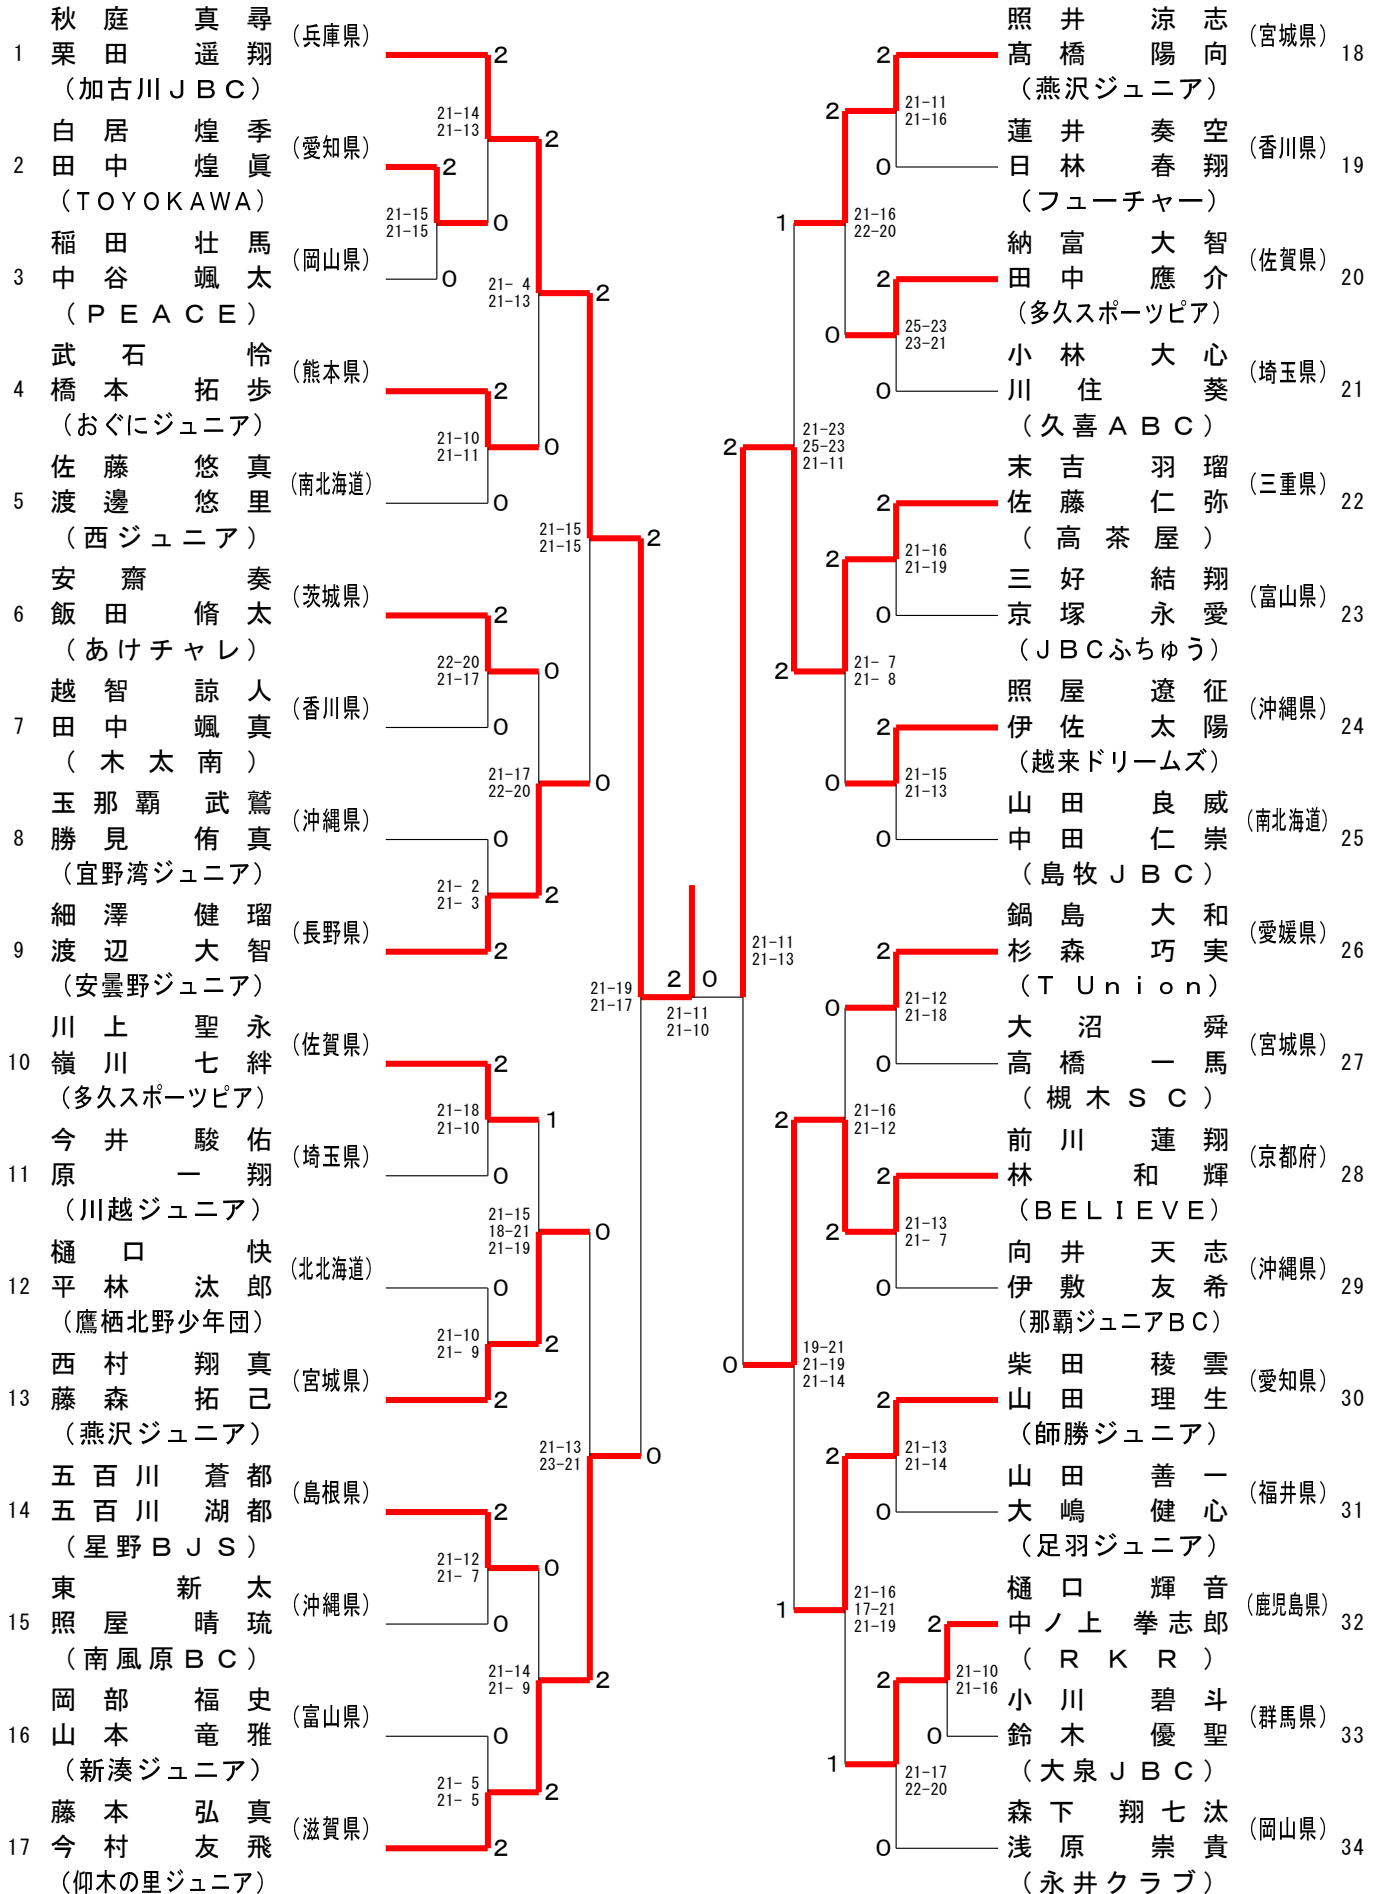 秋庭 真尋
1 栗田 遥翔 (兵庫県)
(加古川JBC)
白居 煌季
2 田中 煌眞 (愛知県)
(TOYOKAWA)
稲田 壮馬
3 中谷 颯太 (岡山県)
(PEACE)
武石 怜
4 橋本 拓歩 (熊本県)
(おぐにジュニア)
佐藤 悠真
5 渡邊 悠里 (南北海道)
(西ジュニア)
安齋 奏
6 飯田 脩太 (茨城県)
(あけチャレ)
越智 諒人
7 田中 颯真 (香川県)
(木太南)
玉那覇 武鷲
8 勝見 侑真 (沖縄県)
(宜野湾ジュニア)
細澤 健瑠
9 渡辺 大智 (長野県)
(安曇野ジュニア)
川上 聖永
10 嶺川 七絆 (佐賀県)
(多久スポーツピア)
今井 駿佑
11 原 一翔 (埼玉県)
(川越ジュニア)
樋口 快
12 平林 汰郎 (北北海道)
(鷹栖北野少年団)
西村 翔真
13 藤森 拓己 (宮城県)
(燕沢ジュニア)
五百川 蒼都
14 五百川 湖都 (島根県)
(星野BJS)
東 新太
15 照屋 晴琉 (沖縄県)
(南風原BC)
岡部 福史
16 山本 竜雅 (富山県)
(新湊ジュニア)
藤本 弘真
17 今村 友飛 (滋賀県)
(仰木の里ジュニア)
2
21-14
21-13
2
2
21-15
21-15
0
0
21- 4
21-13
2
2
21-10
21-11
0
0
21-15
21-15
2
2
22-20
21-17
0
0
21-17
22-20
0
0
21- 2
21- 3
2
2
21-19
21-17
2
0
21-11
21-10
2
21-18
21-10
1
0
21-15
18-21
21-19
0
0
21-10
21- 9
2
2
21-13
23-21
0
2
21-12
21- 7
0
0
21-14
21- 9
2
0
21- 5
21- 5
2
2
照井 涼志
髙橋 陽向 (宮城県) 18
(燕沢ジュニア)
蓮井 奏空
日林 春翔 (香川県) 19
(フューチャー)
納富 大智
田中 應介 (佐賀県) 20
(多久スポーツピア)
小林 大心
川住 葵 (埼玉県) 21
(久喜ABC)
末吉 羽瑠
佐藤 仁弥 (三重県) 22
(高茶屋)
三好 結翔
京塚 永愛 (富山県) 23
(JBCふちゅう)
照屋 遼征
伊佐 太陽 (沖縄県) 24
(越来ドリームズ)
山田 良威
中田 仁崇 (南北海道) 25
(島牧JBC)
鍋島 大和
杉森 巧実 (愛媛県) 26
(T Union)
大沼 舜
高橋 一馬 (宮城県) 27
(槻木SC)
前川 蓮翔
林 和輝 (京都府) 28
(BELIEVE)
向井 天志
伊敷 友希 (沖縄県) 29
(那覇ジュニアBC)
柴田 稜雲
山田 理生 (愛知県) 30
(師勝ジュニア)
山田 善一
大嶋 健心 (福井県) 31
(足羽ジュニア)
樋口 輝音
中ノ上 拳志郎 (鹿児島県) 32
(RKR)
小川 碧斗
鈴木 優聖 (群馬県) 33
(大泉JBC)
森下 翔七汰
浅原 崇貴 (岡山県) 34
(永井クラブ)
2
21-11
21-16
2
0
1
21-16
22-20
2
0
25-23
23-21
0
2
21-23
25-23
21-11
2
21-16
21-19
2
0
2
21- 7
21- 8
2
0
21-15
21-13
0
21-11
21-13
2
21-12
21-18
0
0
2
21-16
21-12
2
21-13
21- 7
2
0
0
19-21
21-19
21-14
2
21-13
21-14
2
0
1
21-16
17-21
21-19
2
21-10
21-16
2
0
1
21-17
22-20
0